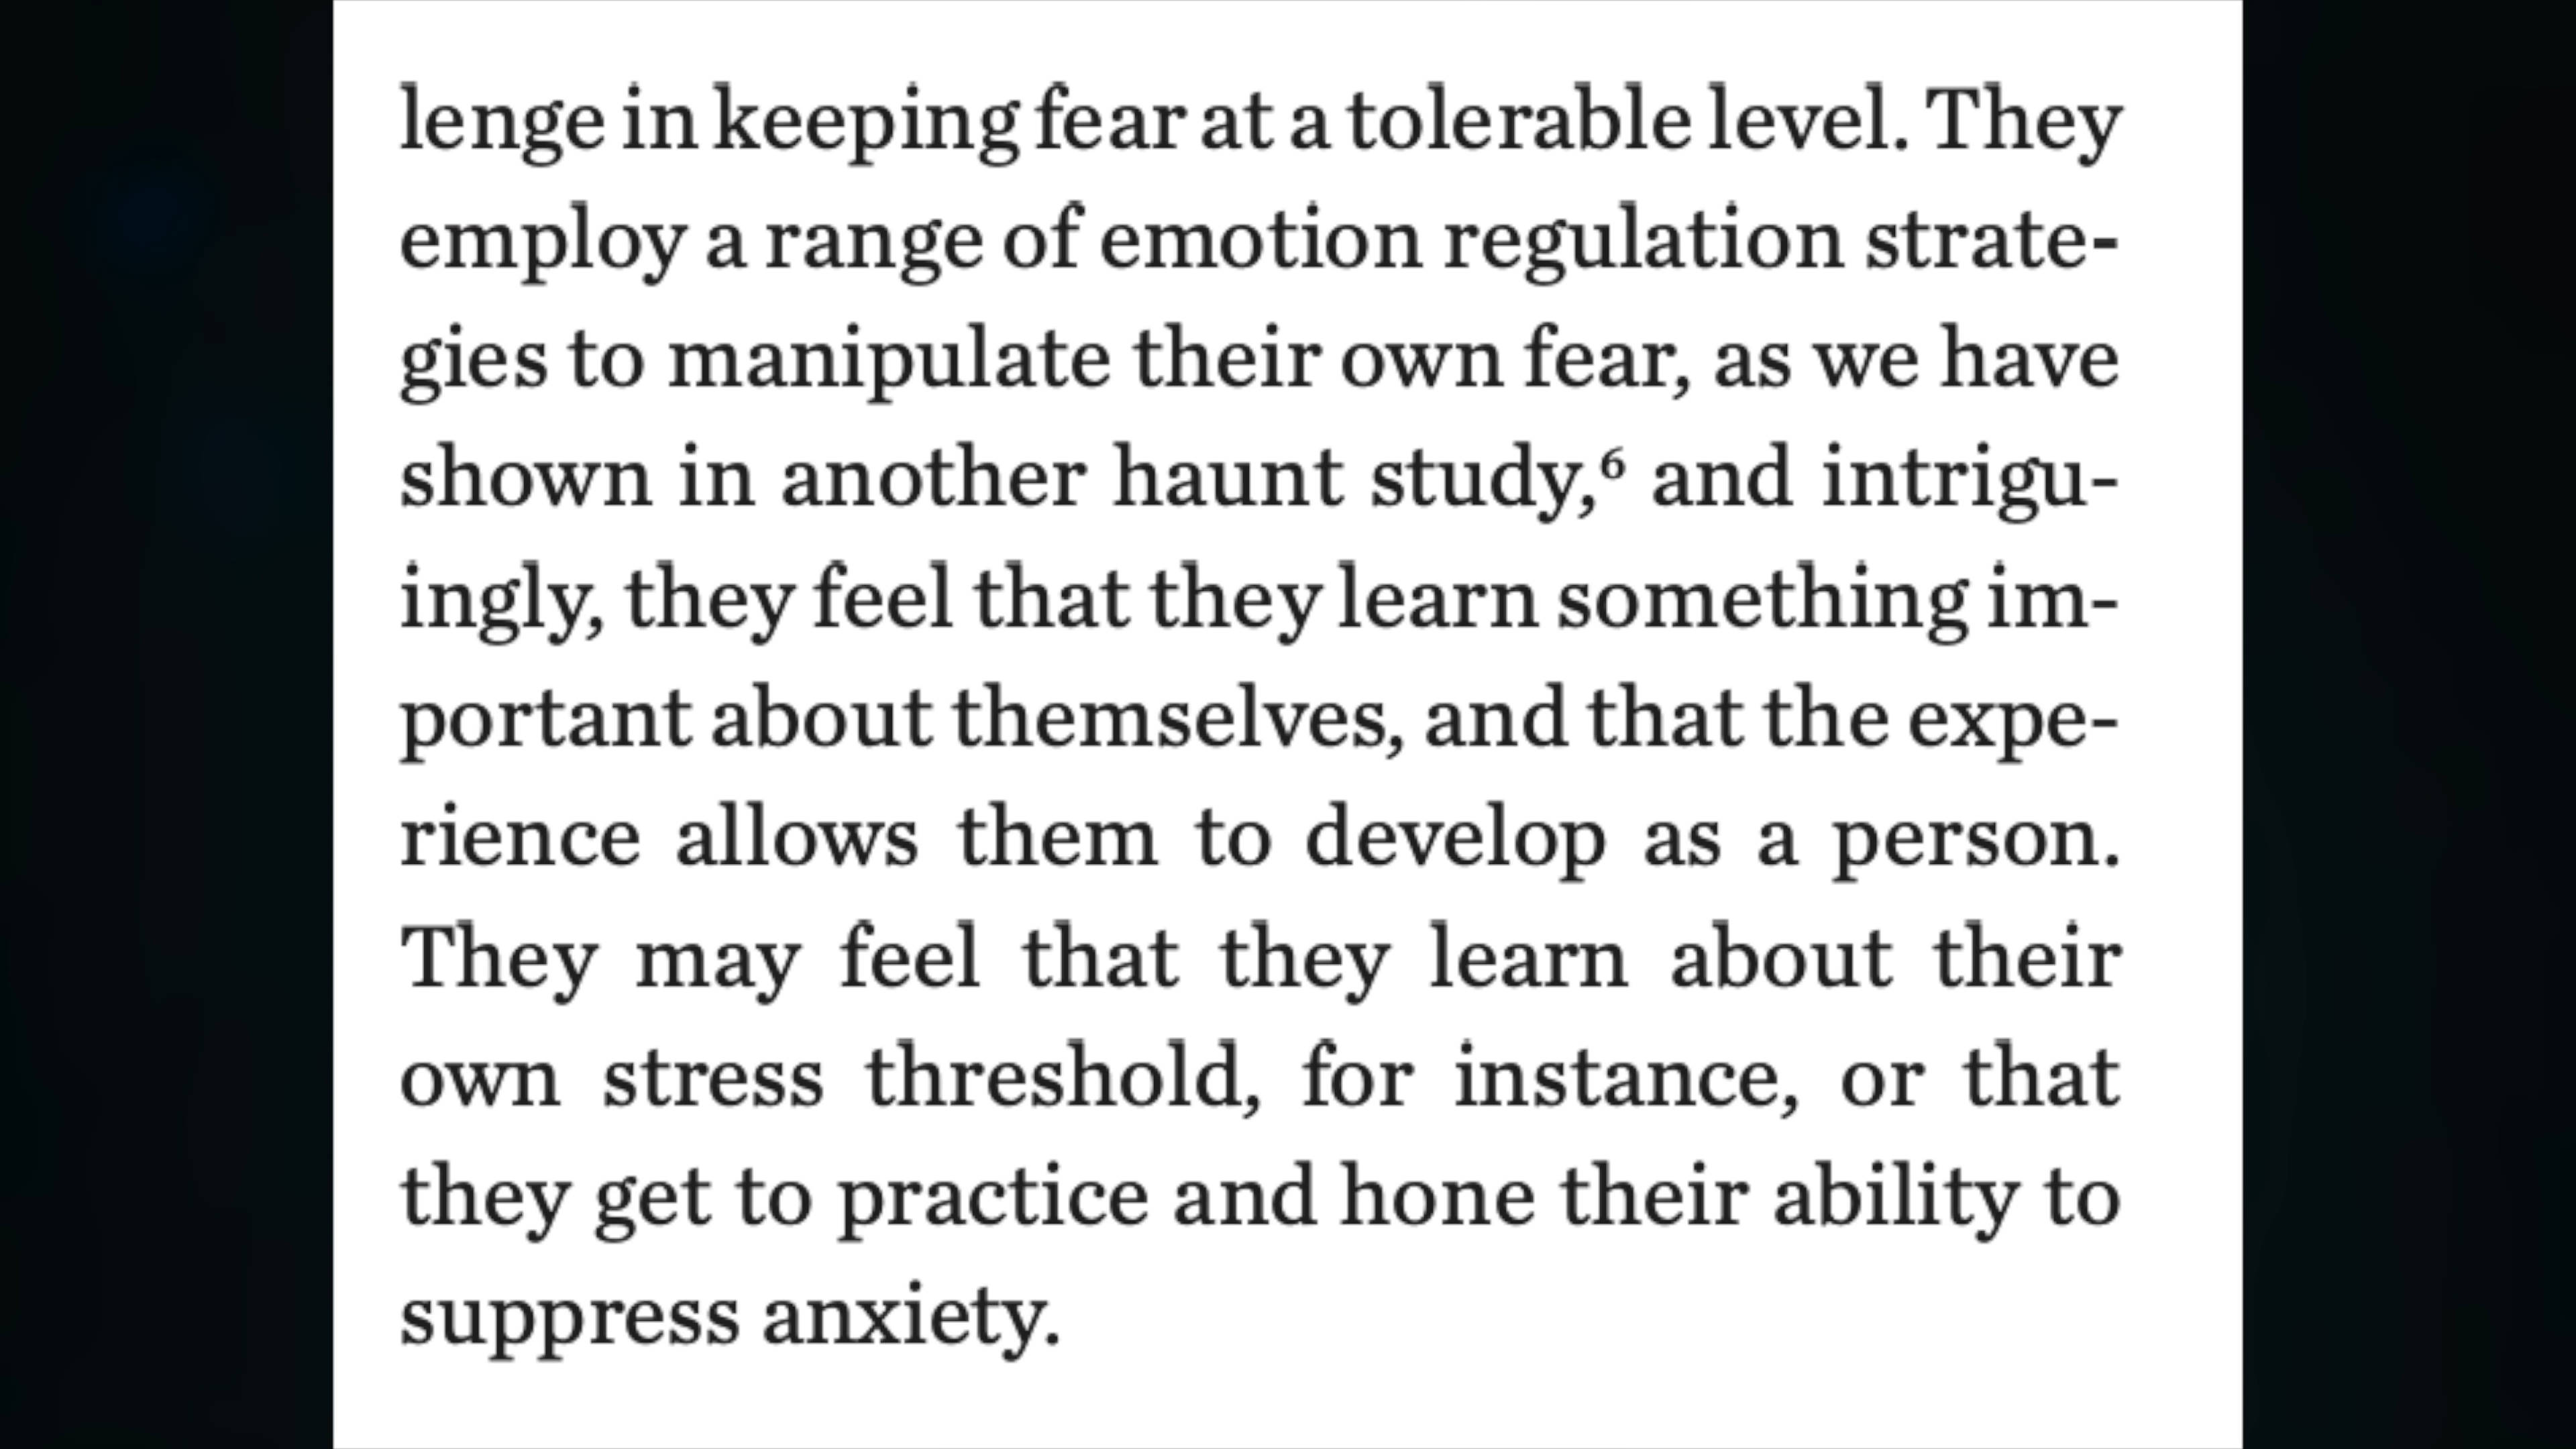 lenge in keeping fear at a tolerable level. They
employ a range of emotion regulation strate-
gies to manipulate their own fear, as we have
shown in another haunt study,⁶ and intrigu-
ingly, they feel that they learn something im-
portant about themselves, and that the expe-
rience allows them to develop as a person.
They may feel that they learn about their
own stress threshold, for instance, or that
they get to practice and hone their ability to
suppress anxiety.